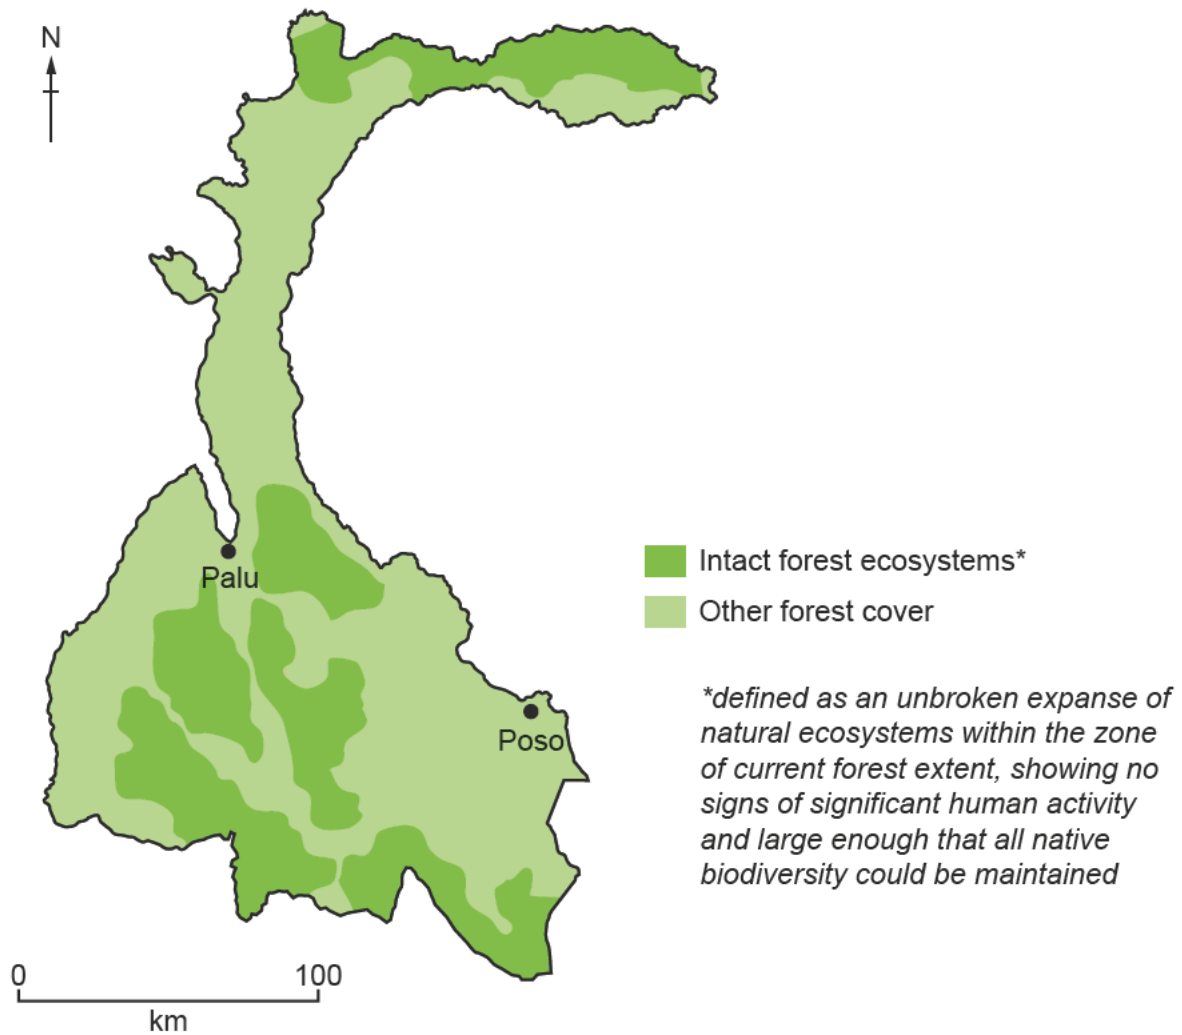 N
Palu
Poso
Intact forest ecosystems*
Other forest cover
*defined as an unbroken expanse of
natural ecosystems within the zone
of current forest extent, showing no
signs of significant human activity
and large enough that all native
biodiversity could be maintained
0 100
km